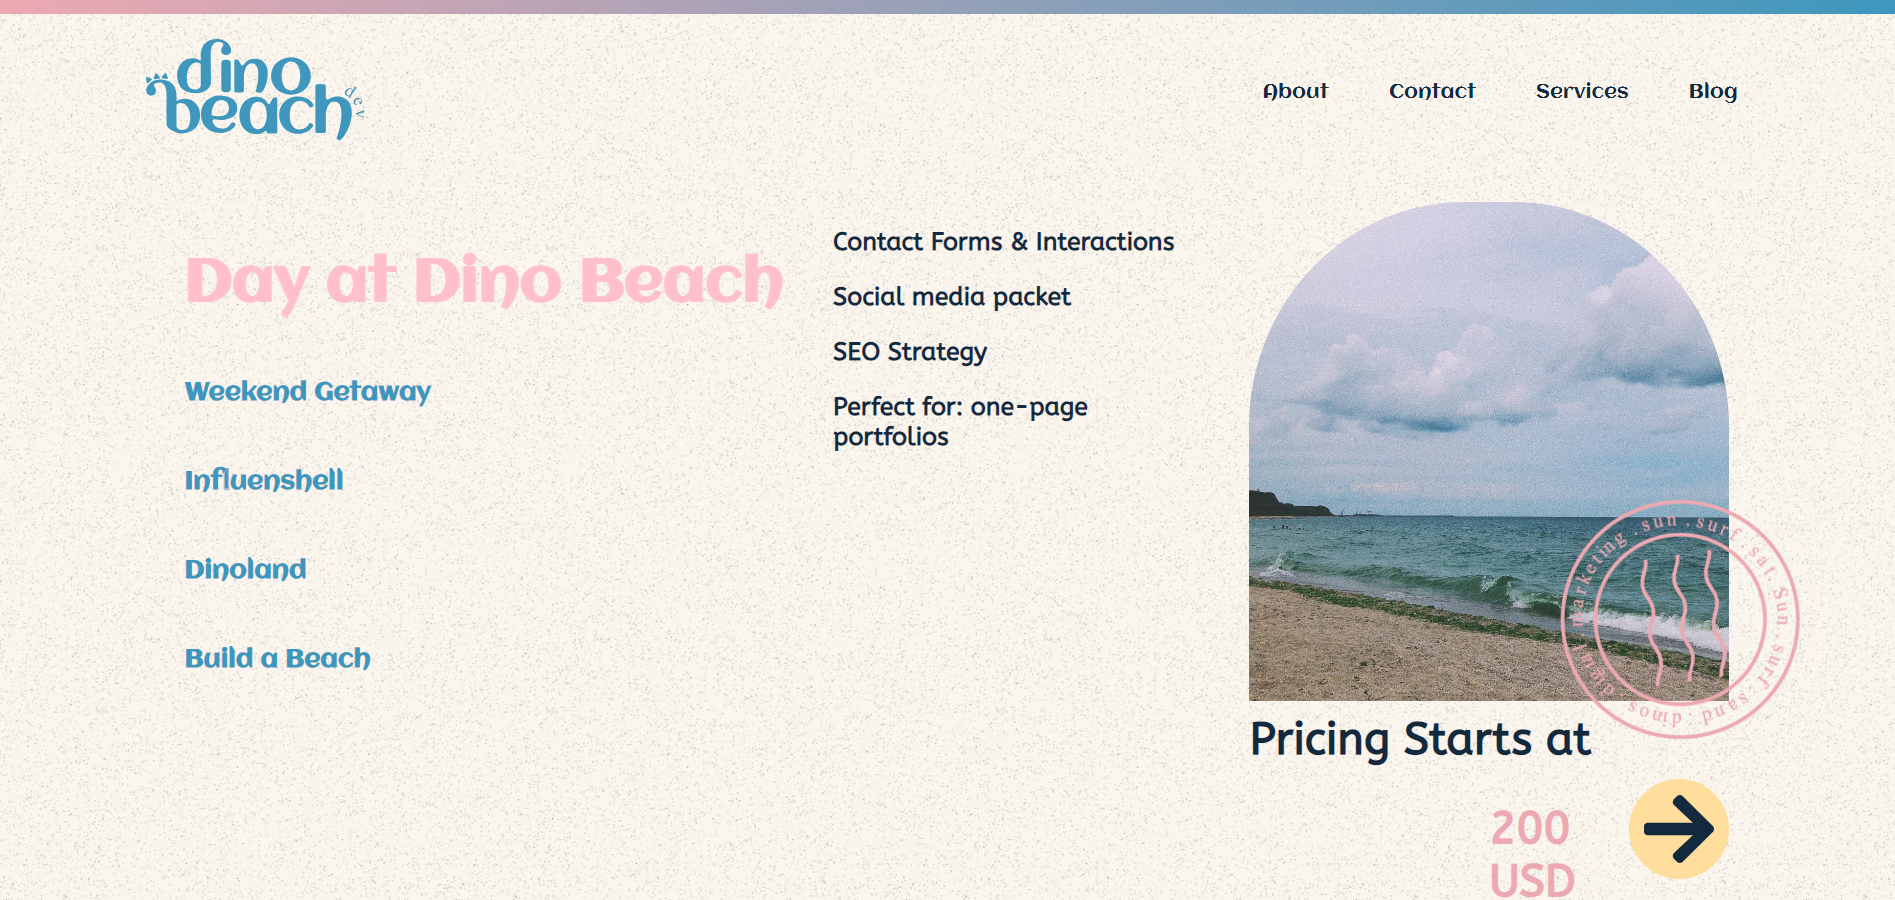 dino
beach
dev
About
Contact
Services
Blog
Day at Dino Beach
Weekend Getaway
Influenshell
Dinoland
Build a Beach
Contact Forms & Interactions
Social media packet
SEO Strategy
Perfect for: one-page
portfolios
. sun . surf . sat . Sun . surf . sand . dinos .
marketing
Pricing Starts at
200
USD